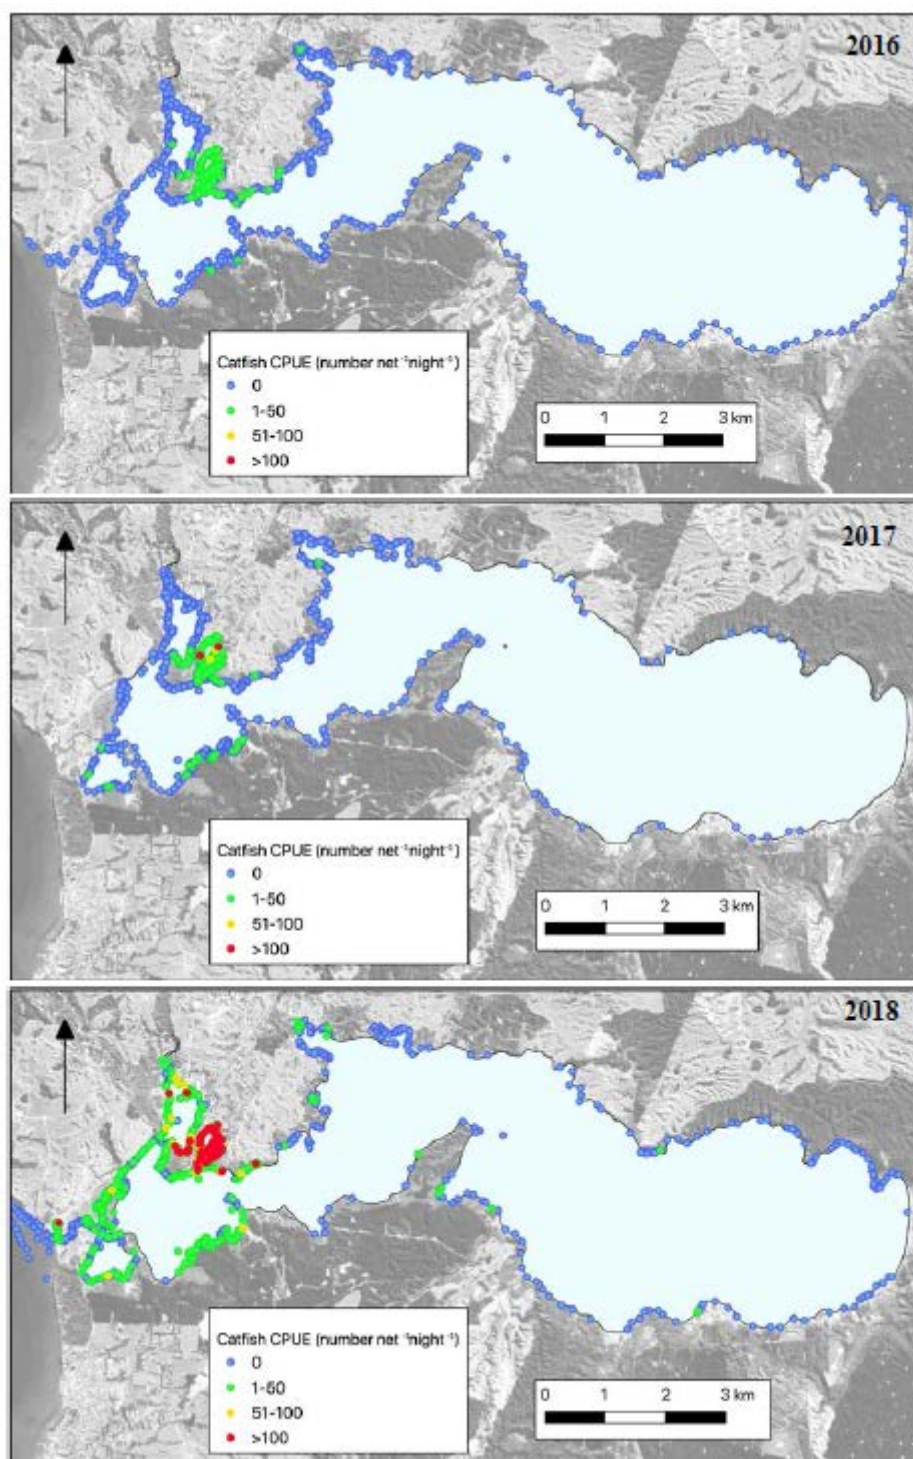 2016
Catfish CPUE (number net⁻¹night⁻¹)
0
1-50
51-100
>100
0 1 2 3 km
2017
Catfish CPUE (number net⁻¹night⁻¹)
0
1-50
51-100
>100
0 1 2 3 km
2018
Catfish CPUE (number net⁻¹night⁻¹)
0
1-50
51-100
>100
0 1 2 3 km